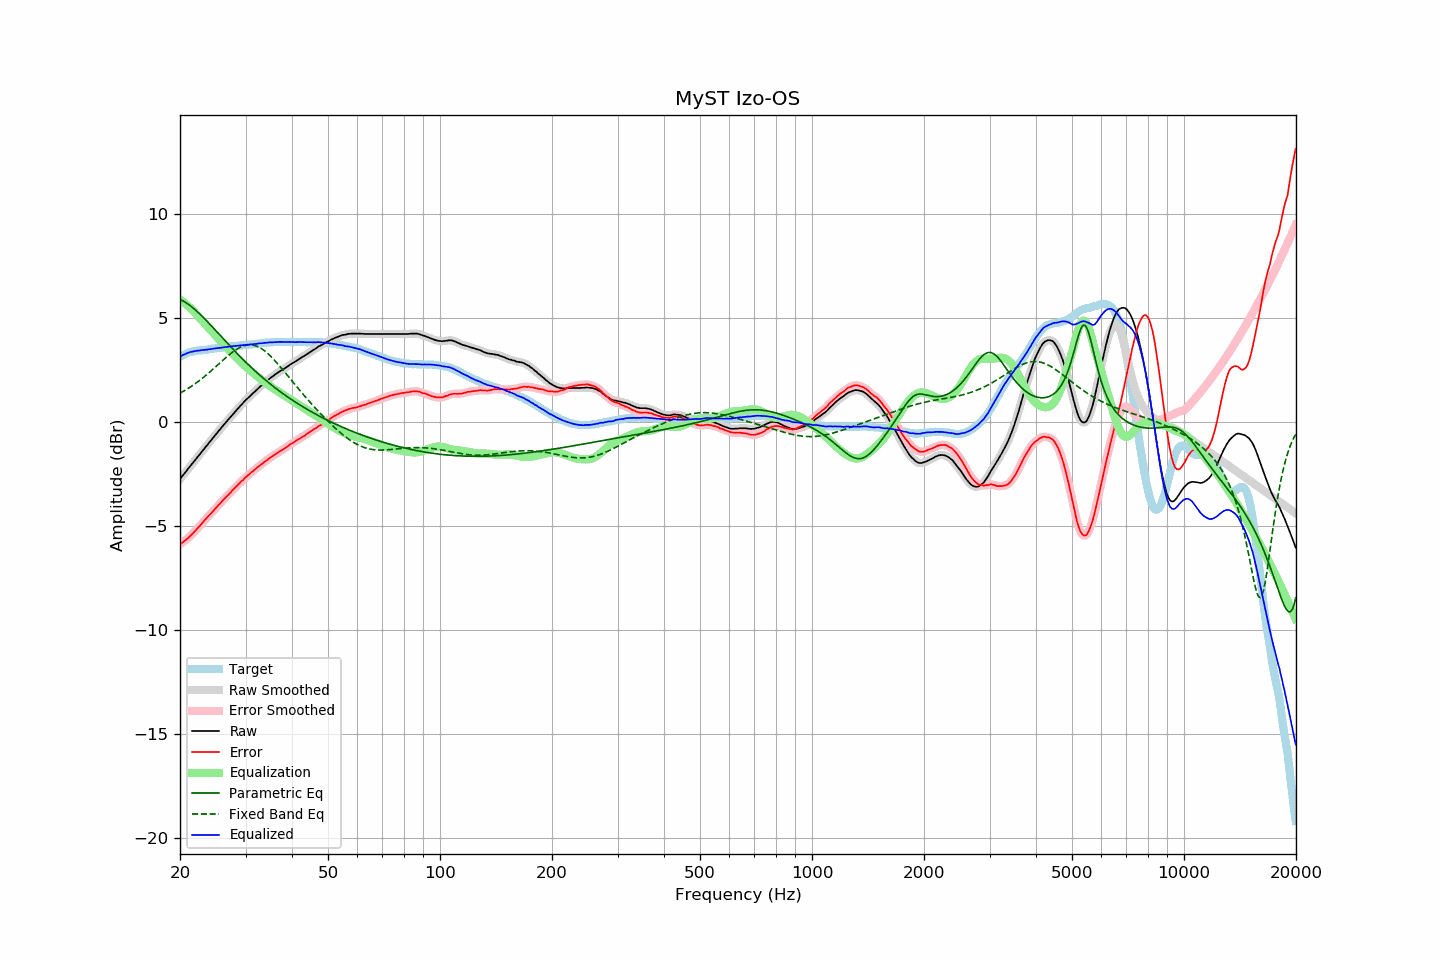 MyST Izo-OS
Amplitude (dBr)
10
5
0
−5
−10
−15
−20
Target
Raw Smoothed
Error Smoothed
Raw
Error
Equalization
Parametric Eq
Fixed Band Eq
Equalized
20 50 100 200 500 1000 2000 5000 10000 20000
Frequency (Hz)